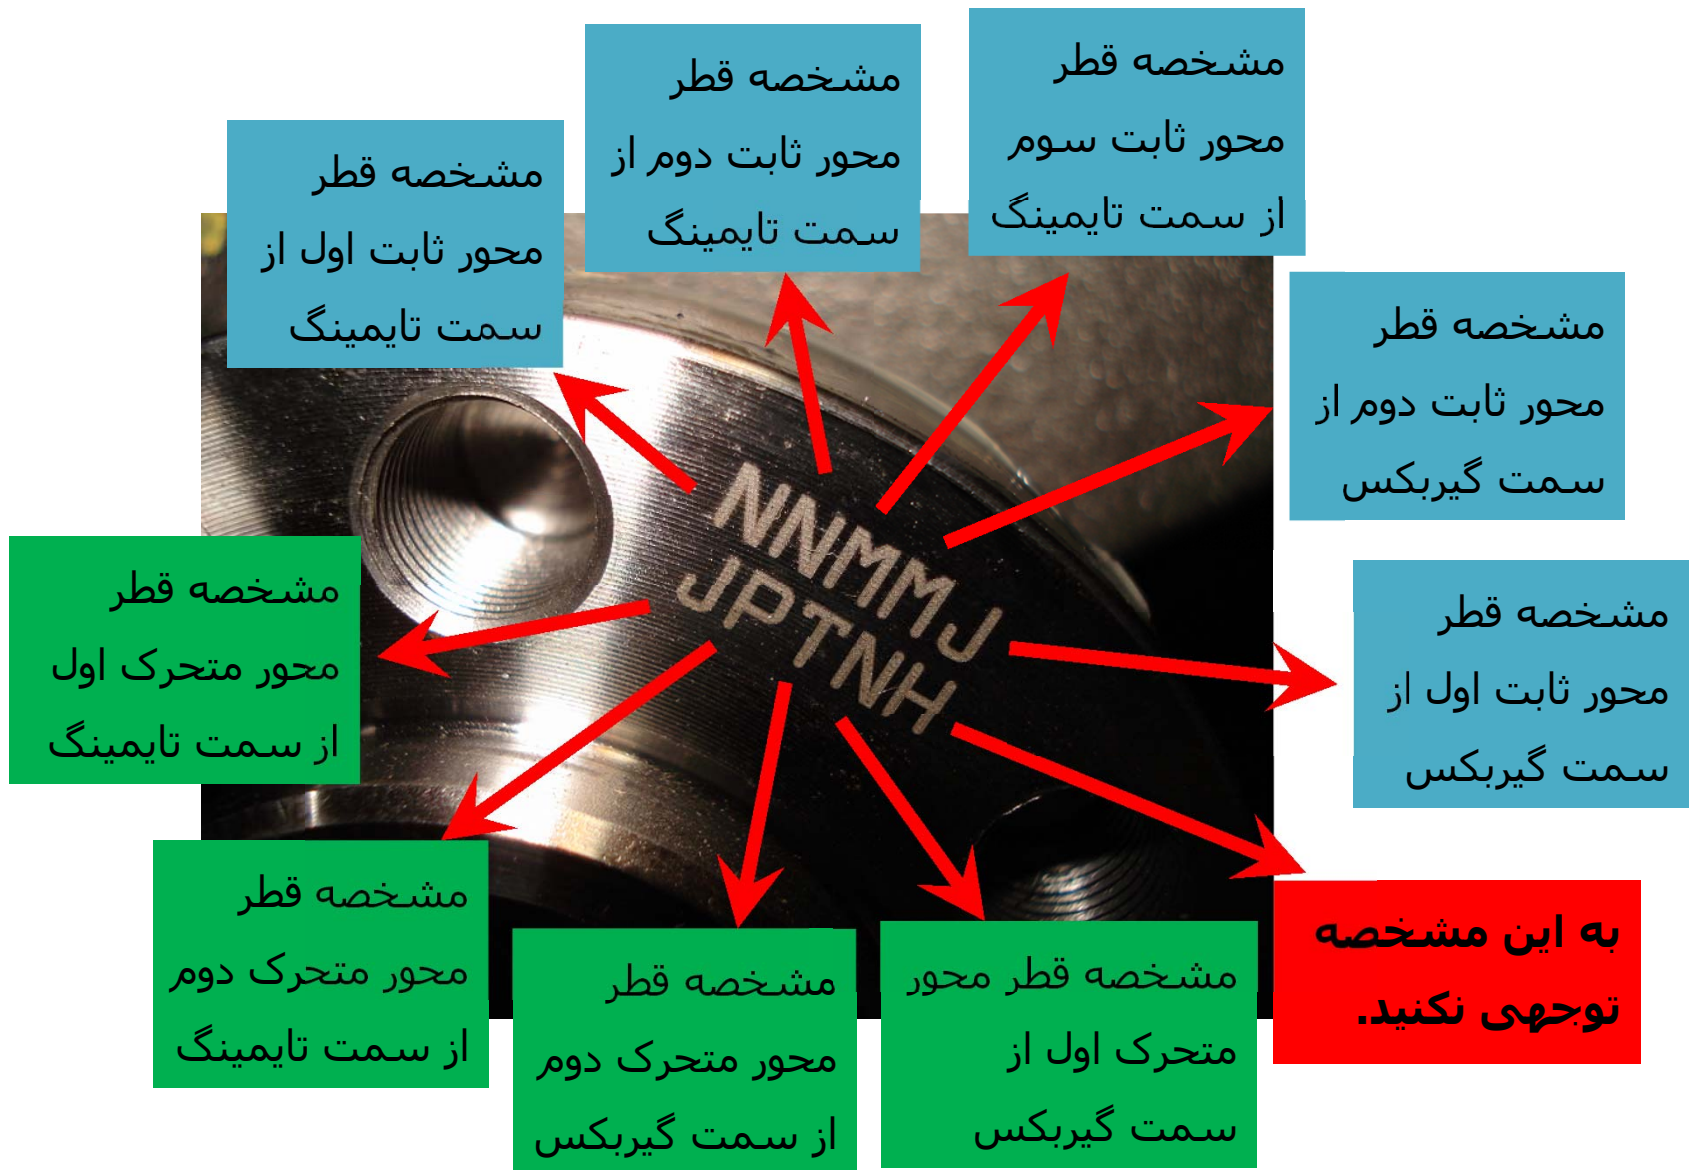 مشخصه قطر
محور ثابت سوم
از سمت تایمینگ
مشخصه قطر
محور ثابت دوم از
سمت تایمینگ
مشخصه قطر
محور ثابت اول از
سمت تایمینگ
مشخصه قطر
محور ثابت دوم از
سمت گیربکس
مشخصه قطر
محور ثابت اول از
سمت گیربکس
NNMMJ
JPTNH
مشخصه قطر
محور متحرک اول
از سمت تایمینگ
مشخصه قطر
محور متحرک دوم
از سمت تایمینگ
مشخصه قطر
محور متحرک دوم
از سمت گیربکس
مشخصه قطر محور
متحرک اول از
سمت گیربکس
به این مشخصه
توجهی نکنید.